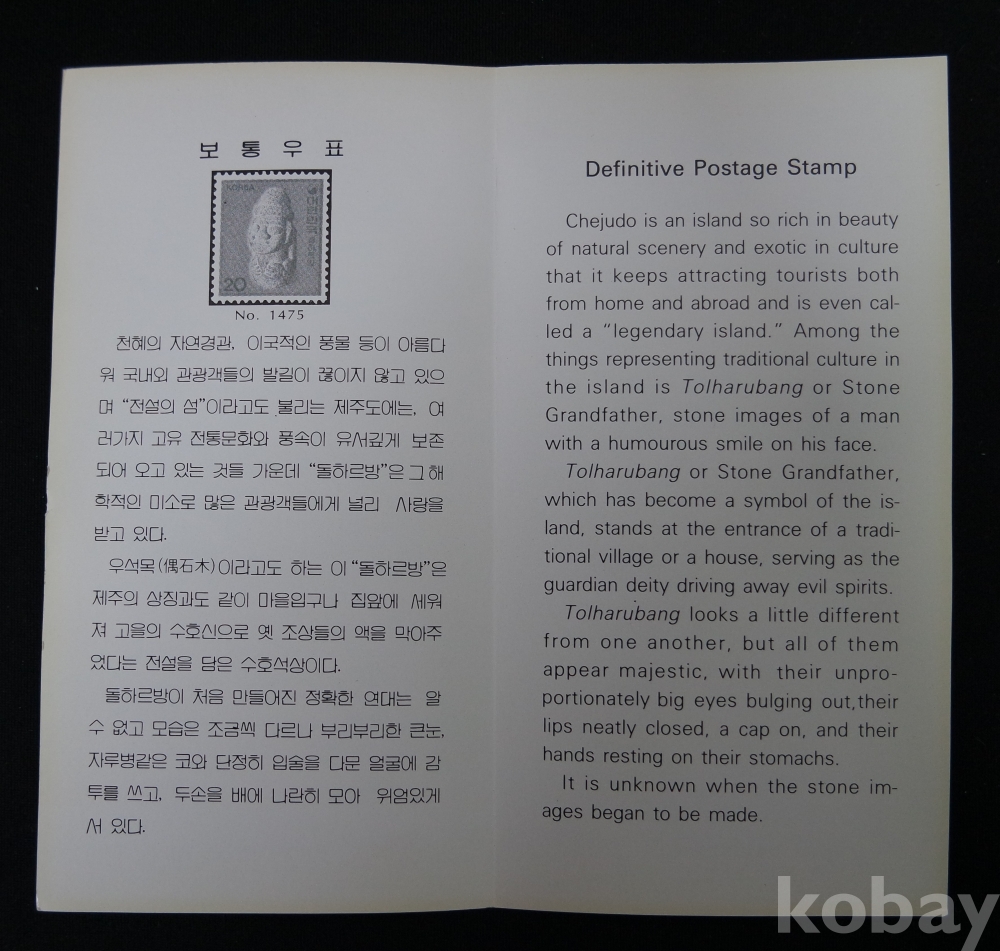 보통우표
KOREA
대한민국
우표
20
No. 1475
천혜의 자연경관, 이국적인 풍물 등이 아름다
워 국내외 관광객들의 발길이 끊이지 않고 있으
며 “전설의 섬”이라고도 불리는 제주도에는, 여
러가지 고유 전통문화와 풍속이 유서깊게 보존
되어 오고 있는 것들 가운데 “돌하르방”은 그 해
학적인 미소로 많은 관광객들에게 널리 사랑을
받고 있다.
우석목(偶石木)이라고도 하는 이 “돌하르방”은
제주의 상징과도 같이 마을입구나 집앞에 세워
져 고을의 수호신으로 옛 조상들의 액을 막아주
었다는 전설을 담은 수호석상이다.
돌하르방이 처음 만들어진 정확한 연대는 알
수 없고 모습은 조금씩 다르나 부리부리한 큰눈,
자루병같은 코와 단정히 입술을 다문 얼굴에 감
투를 쓰고, 두손을 배에 나란히 모아 위엄있게
서 있다.
Definitive Postage Stamp
Chejudo is an island so rich in beauty
of natural scenery and exotic in culture
that it keeps attracting tourists both
from home and abroad and is even cal-
led a “legendary island.” Among the
things representing traditional culture in
the island is Tolharubang or Stone
Grandfather, stone images of a man
with a humourous smile on his face.
Tolharubang or Stone Grandfather,
which has become a symbol of the is-
land, stands at the entrance of a tradi-
tional village or a house, serving as the
guardian deity driving away evil spirits.
Tolharubang looks a little different
from one another, but all of them
appear majestic, with their unpro-
portionately big eyes bulging out,their
lips neatly closed, a cap on, and their
hands resting on their stomachs.
It is unknown when the stone im-
ages began to be made.
kobay